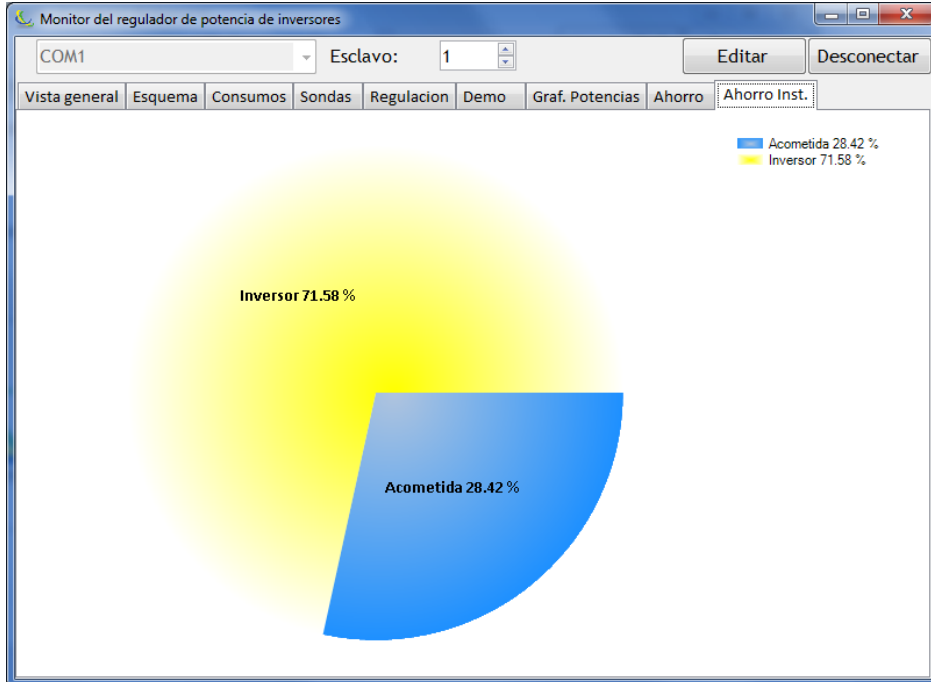 Monitor del regulador de potencia de inversores
COM1 Esclavo: 1 Editar Desconectar
Vista general Esquema Consumos Sondas Regulacion Demo Graf. Potencias Ahorro Ahorro Inst.
Acometida 28.42 %
Inversor 71.58 %
Inversor 71.58 %
Acometida 28.42 %